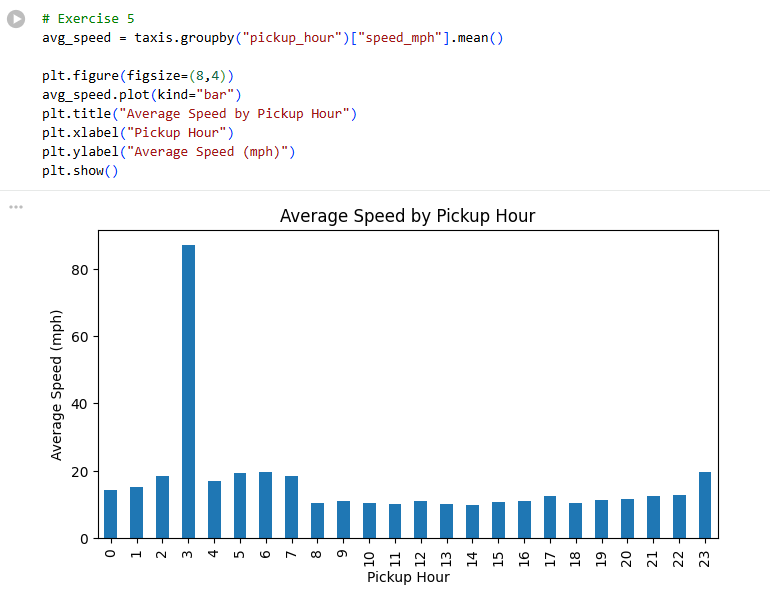 # Exercise 5
avg_speed = taxis.groupby("pickup_hour")["speed_mph"].mean()
plt.figure(figsize=(8,4))
avg_speed.plot(kind="bar")
plt.title("Average Speed by Pickup Hour")
plt.xlabel("Pickup Hour")
plt.ylabel("Average Speed (mph)")
plt.show()
Average Speed by Pickup Hour
Average Speed (mph)
80
60
40
20
0
0 1 2 3 4 5 6 7 8 9 10 11 12 13 14 15 16 17 18 19 20 21 22 23
Pickup Hour